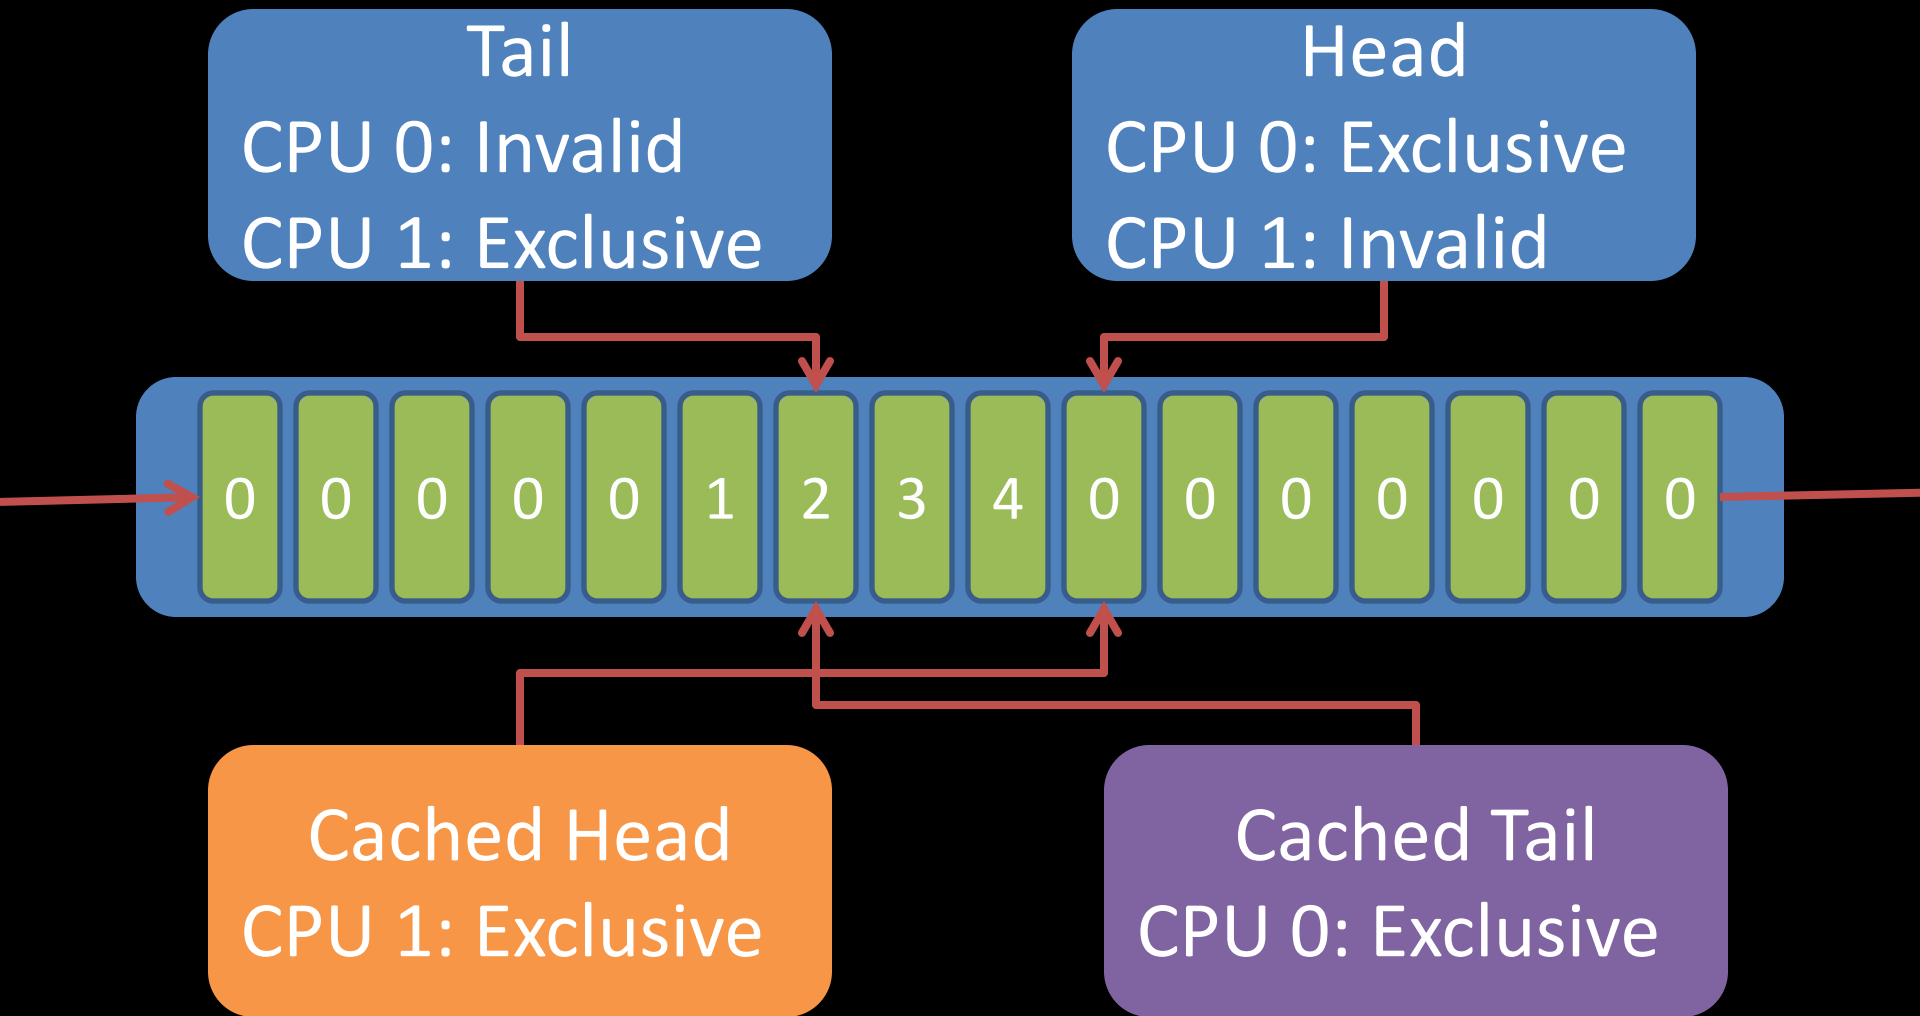 Tail
CPU 0: Invalid
CPU 1: Exclusive
Head
CPU 0: Exclusive
CPU 1: Invalid
0 0 0 0 0 1 2 3 4 0 0 0 0 0 0 0
Cached Head
CPU 1: Exclusive
Cached Tail
CPU 0: Exclusive